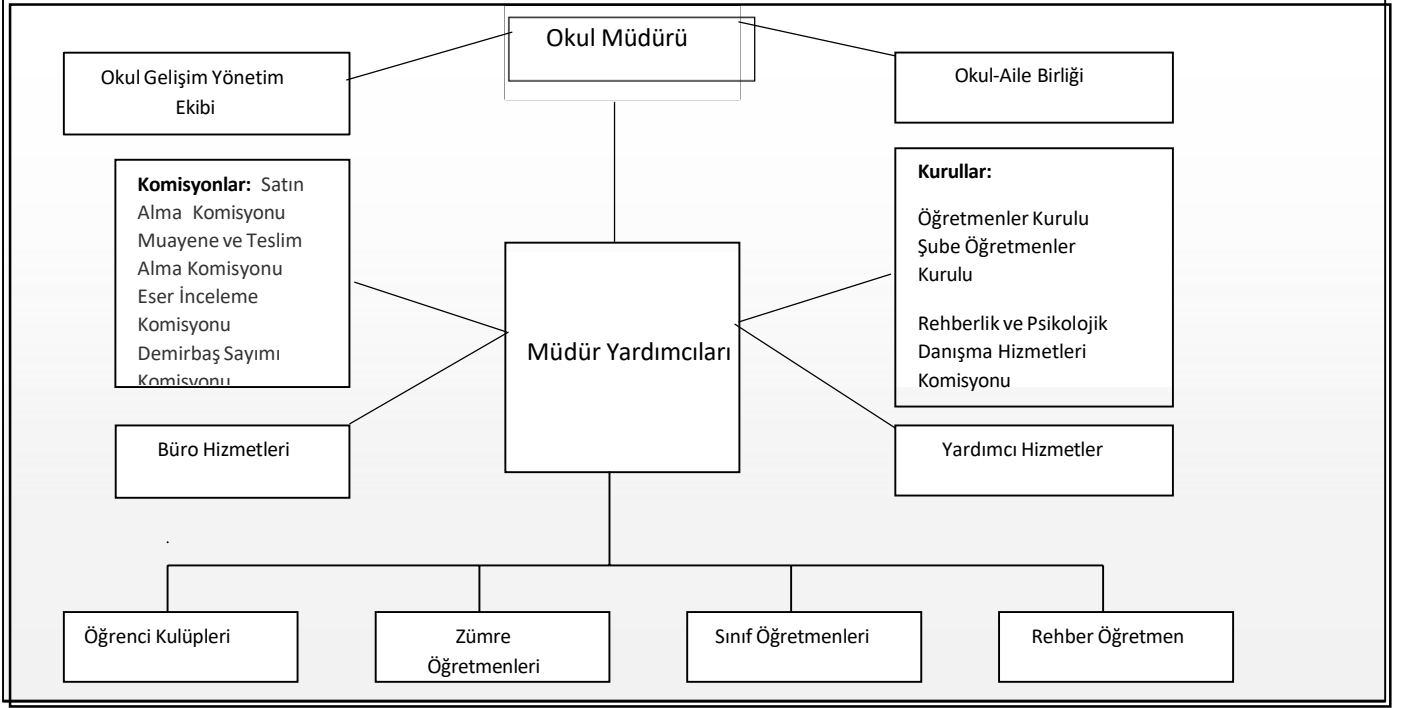 Okul Müdürü
Okul Gelişim Yönetim
Ekibi
Okul-Aile Birliği
Komisyonlar: Satın
Alma Komisyonu
Muayene ve Teslim
Alma Komisyonu
Eser İnceleme
Komisyonu
Demirbaş Sayımı
Komisyonu
Kurullar:
Öğretmenler Kurulu
Şube Öğretmenler
Kurulu
Rehberlik ve Psikolojik
Danışma Hizmetleri
Komisyonu
Müdür Yardımcıları
Büro Hizmetleri
Yardımcı Hizmetler
.
Öğrenci Kulüpleri
Zümre
Öğretmenleri
Sınıf Öğretmenleri
Rehber Öğretmen